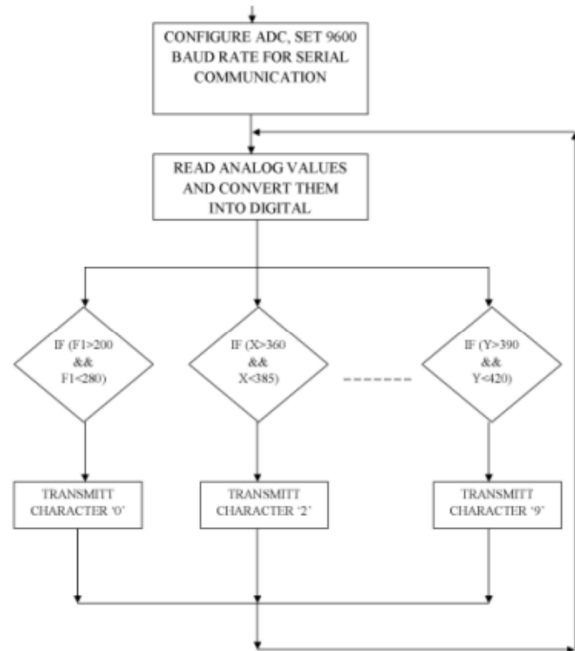 CONFIGURE ADC, SET 9600
BAUD RATE FOR SERIAL
COMMUNICATION
READ ANALOG VALUES
AND CONVERT THEM
INTO DIGITAL
IF (F1>200
&&
F1<280)
IF (X>360
&&
X<385)
IF (Y>390
&&
Y<420)
TRANSMITT
CHARACTER ‘0’
TRANSMITT
CHARACTER ‘2’
TRANSMITT
CHARACTER ‘9’